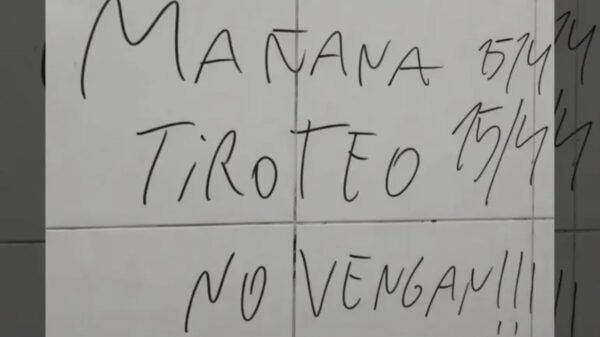 MAÑANA 15/4
TIROTEO 15/4
NO VENGAN!!!